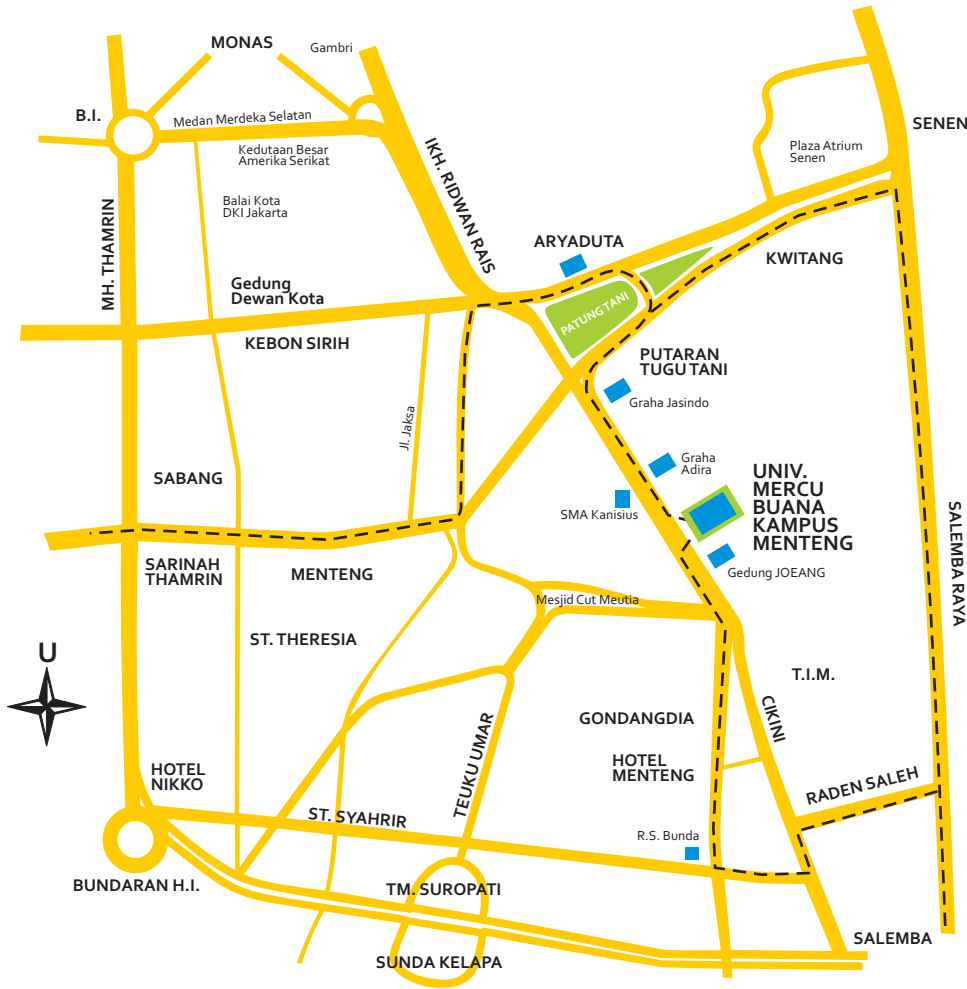 MONAS
Gambri
B.I.
Medan Merdeka Selatan
SENEN
Kedutaan Besar
Amerika Serikat
Plaza Atrium
Senen
IKH. RIDWAN RAIS
MH. THAMRIN
Balai Kota
DKI Jakarta
ARYADUTA
KWITANG
Gedung
Dewan Kota
PATUNG TANI
KEBON SIRIH
PUTARAN
TUGU TANI
Graha Jasindo
Jl. Jaksa
Graha
Adira
SABANG
SMA Kanisius
UNIV.
MERCU
BUANA
KAMPUS
MENTENG
SALEMBA RAYA
SARINAH
THAMRIN
MENTENG
Gedung JOEANG
Mesjid Cut Meutia
ST. THERESIA
U
T.I.M.
CIKINI
GONDANGDIA
TEUKU UMAR
HOTEL
MENTENG
HOTEL
NIKKO
RADEN SALEH
ST. SYAHRIR
R.S. Bunda
BUNDARAN H.I.
TM. SUROPATI
SALEMBA
SUNDA KELAPA